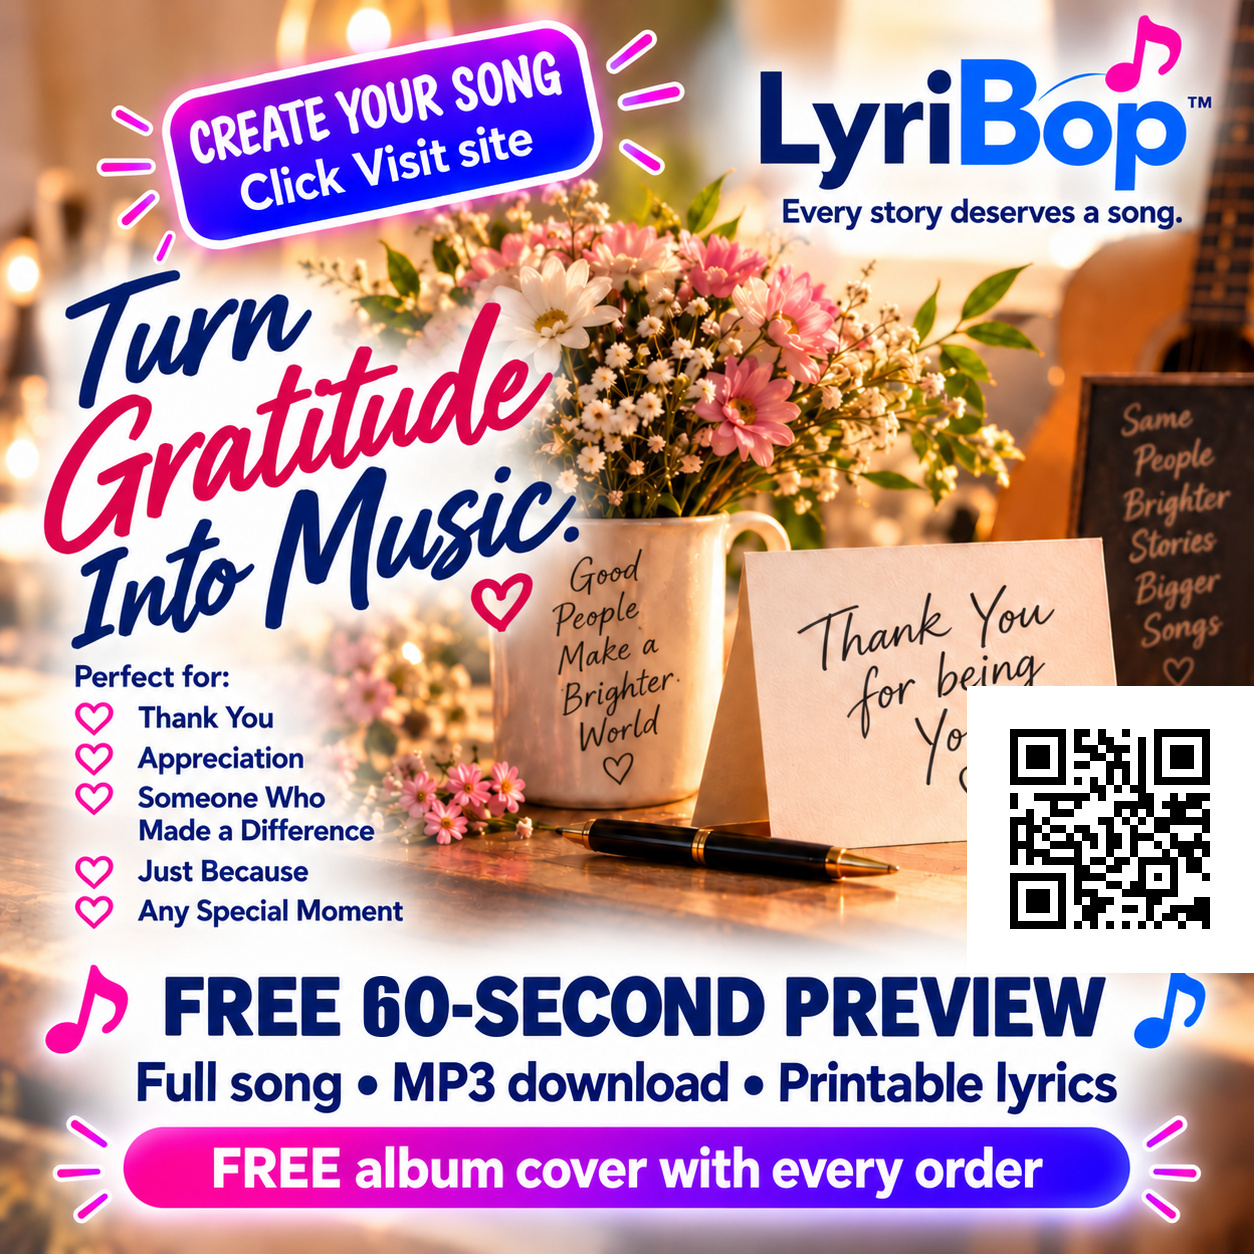 CREATE YOUR SONG
Click Visit site
LyriBop™
Every story deserves a song.
Turn
Gratitude
Into Music.
Perfect for:
Thank You
Appreciation
Someone Who
Made a Difference
Just Because
Any Special Moment
Good
People
Make a
Brighter
World
Thank You
for being
Yo
Same
People
Brighter
Stories
Bigger
Songs
FREE 60-SECOND PREVIEW
Full song • MP3 download • Printable lyrics
FREE album cover with every order